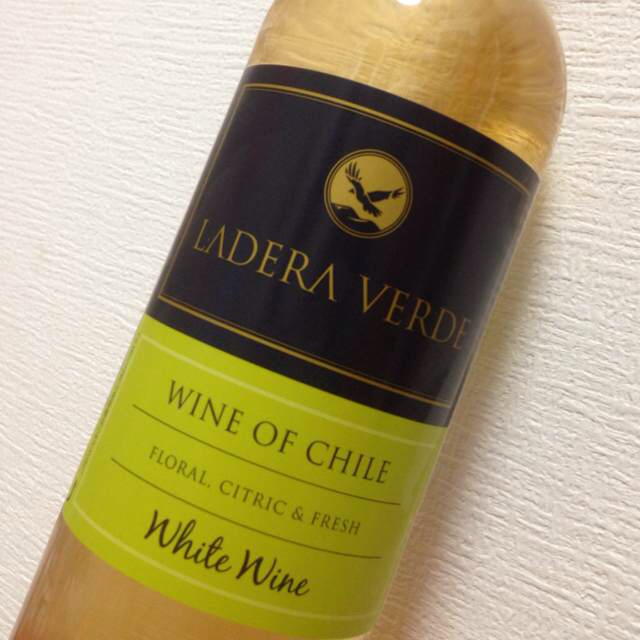 LADERA VERDE
WINE OF CHILE
FLORAL, CITRIC & FRESH
White Wine